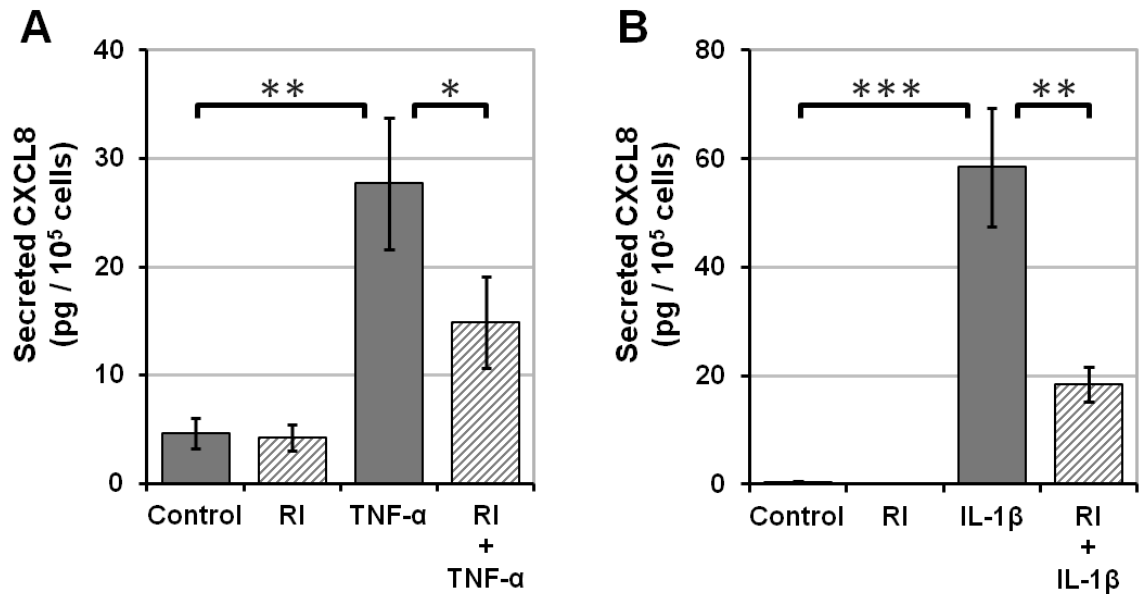 A
Secreted CXCL8
(pg / 10⁵ cells)
40
30
20
10
0
** *
Control RI TNF-α RI
+
TNF-α
B
Secreted CXCL8
(pg / 10⁵ cells)
80
60
40
20
0
*** **
Control RI IL-1β RI
+
IL-1β